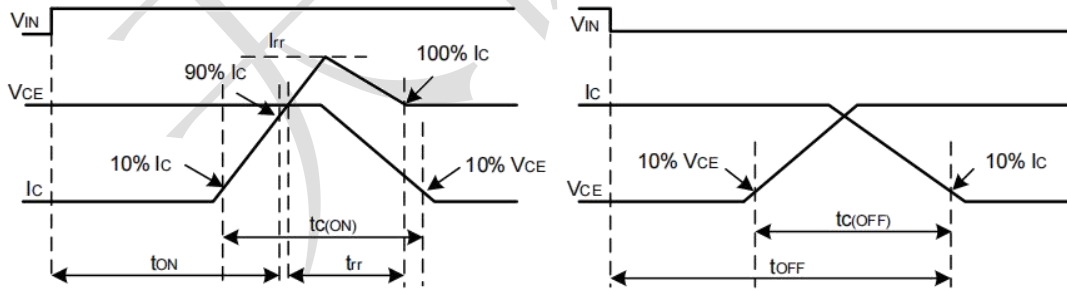 VIN
Irr
90% IC
100% IC
VCE
10% IC
10% VCE
IC
tC(ON)
tON
trr
VIN
IC
10% VCE
10% IC
VCE
tC(OFF)
tOFF